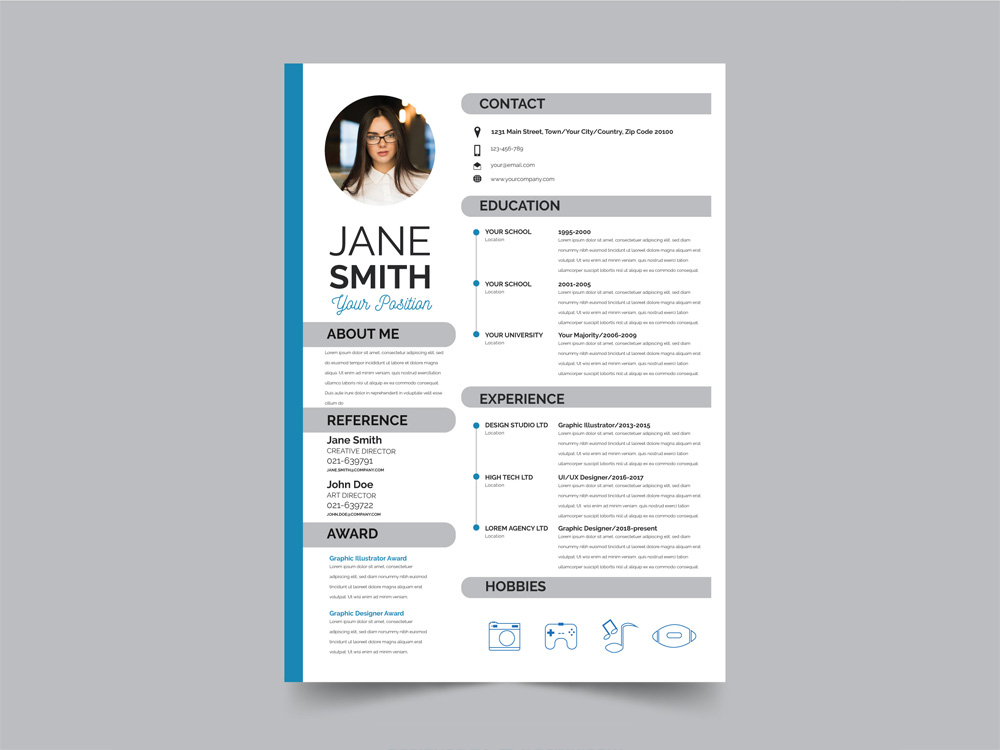 JANE
SMITH
Your Position
ABOUT ME
Lorem ipsum dolor sit amet, consectetur adipiscing elit, sed
do eiusmod tempor incididunt ut labore et dolore magna
aliqua. Ut enim ad minim veniam, quis nostrud exercitation
ullamco laboris nisi ut aliquip ex ea commodo consequat.
Duis aute irure dolor in reprehenderit in voluptate velit esse
cillum do
REFERENCE
Jane Smith
CREATIVE DIRECTOR
021-639791
JANE.SMITH@COMPANY.COM
John Doe
ART DIRECTOR
021-639722
JOHN.DOE@COMPANY.COM
AWARD
Graphic Illustrator Award
Lorem ipsum dolor sit amet, consectetuer
adipiscing elit, sed diam nonummy nibh euismod
tincidunt ut laoreet dolore magna aliquam erat
volutpat. Ut wisi enim ad minim veniam,
Graphic Designer Award
Lorem ipsum dolor sit amet, consectetuer
adipiscing elit, sed diam nonummy nibh euismod
tincidunt ut laoreet dolore magna aliquam erat
volutpat. Ut wisi enim ad minim veniam,
CONTACT
1231 Main Street, Town/Your City/Country, Zip Code 20100
123-456-789
your@email.com
www.yourcompany.com
EDUCATION
YOUR SCHOOL
Location
1995-2000
Lorem ipsum dolor sit amet, consectetuer adipiscing elit, sed diam
nonummy nibh euismod tincidunt ut laoreet dolore magna aliquam erat
volutpat. Ut wisi enim ad minim veniam, quis nostrud exerci tation
ullamcorper suscipit lobortis nisl ut aliquip ex ea commodo consequat.
YOUR SCHOOL
Location
2001-2005
Lorem ipsum dolor sit amet, consectetuer adipiscing elit, sed diam
nonummy nibh euismod tincidunt ut laoreet dolore magna aliquam erat
volutpat. Ut wisi enim ad minim veniam, quis nostrud exerci tation
ullamcorper suscipit lobortis nisl ut aliquip ex ea commodo consequat.
YOUR UNIVERSITY
Location
Your Majority/2006-2009
Lorem ipsum dolor sit amet, consectetuer adipiscing elit, sed diam
nonummy nibh euismod tincidunt ut laoreet dolore magna aliquam erat
volutpat. Ut wisi enim ad minim veniam, quis nostrud exerci tation
ullamcorper suscipit lobortis nisl ut aliquip ex ea commodo consequat.
EXPERIENCE
DESIGN STUDIO LTD
Location
Graphic Illustrator/2013-2015
Lorem ipsum dolor sit amet, consectetuer adipiscing elit, sed diam
nonummy nibh euismod tincidunt ut laoreet dolore magna aliquam erat
volutpat. Ut wisi enim ad minim veniam, quis nostrud exerci tation
ullamcorper suscipit lobortis nisl ut aliquip ex ea commodo consequat.
HIGH TECH LTD
Location
UI/UX Designer/2016-2017
Lorem ipsum dolor sit amet, consectetuer adipiscing elit, sed diam
nonummy nibh euismod tincidunt ut laoreet dolore magna aliquam erat
volutpat. Ut wisi enim ad minim veniam, quis nostrud exerci tation
ullamcorper suscipit lobortis nisl ut aliquip ex ea commodo consequat.
LOREM AGENCY LTD
Location
Graphic Designer/2018-present
Lorem ipsum dolor sit amet, consectetuer adipiscing elit, sed diam
nonummy nibh euismod tincidunt ut laoreet dolore magna aliquam erat
volutpat. Ut wisi enim ad minim veniam, quis nostrud exerci tation
ullamcorper suscipit lobortis nisl ut aliquip ex ea commodo consequat.
HOBBIES